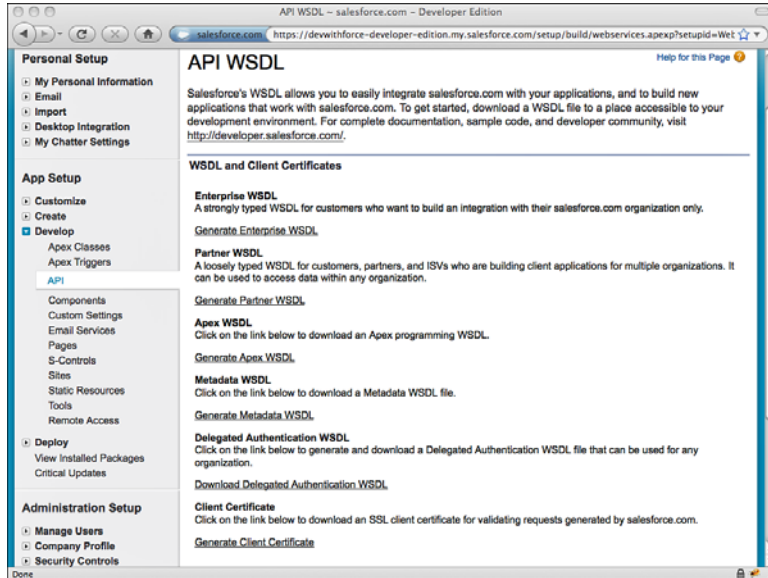 API WSDL ~ salesforce.com – Developer Edition
salesforce.com
https://devwithforce-developer-edition.my.salesforce.com/setup/build/webservices.apexp?setupid=Wet
Personal Setup
My Personal Information
Email
Import
Desktop Integration
My Chatter Settings
App Setup
Customize
Create
Develop
Apex Classes
Apex Triggers
API
Components
Custom Settings
Email Services
Pages
S-Controls
Sites
Static Resources
Tools
Remote Access
Deploy
View Installed Packages
Critical Updates
Administration Setup
Manage Users
Company Profile
Security Controls
API WSDL
Help for this Page
Salesforce's WSDL allows you to easily integrate salesforce.com with your applications, and to build new
applications that work with salesforce.com. To get started, download a WSDL file to a place accessible to your
development environment. For complete documentation, sample code, and developer community, visit
http://developer.salesforce.com/.
WSDL and Client Certificates
Enterprise WSDL
A strongly typed WSDL for customers who want to build an integration with their salesforce.com organization only.
Generate Enterprise WSDL
Partner WSDL
A loosely typed WSDL for customers, partners, and ISVs who are building client applications for multiple organizations. It
can be used to access data within any organization.
Generate Partner WSDL
Apex WSDL
Click on the link below to download an Apex programming WSDL.
Generate Apex WSDL
Metadata WSDL
Click on the link below to download a Metadata WSDL file.
Generate Metadata WSDL
Delegated Authentication WSDL
Click on the link below to generate and download a Delegated Authentication WSDL file that can be used for any
organization.
Download Delegated Authentication WSDL
Client Certificate
Click on the link below to download an SSL client certificate for validating requests generated by salesforce.com.
Generate Client Certificate
Done